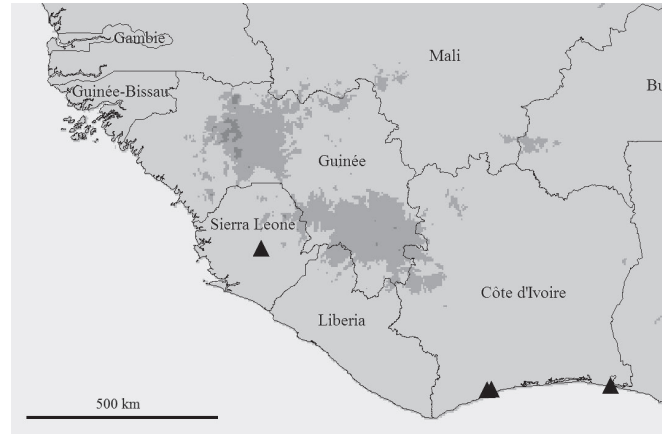 Gambie
Mali
Guinée-Bissau
Bu
Guinée
Sierra Leone
Côte d'Ivoire
Liberia
500 km